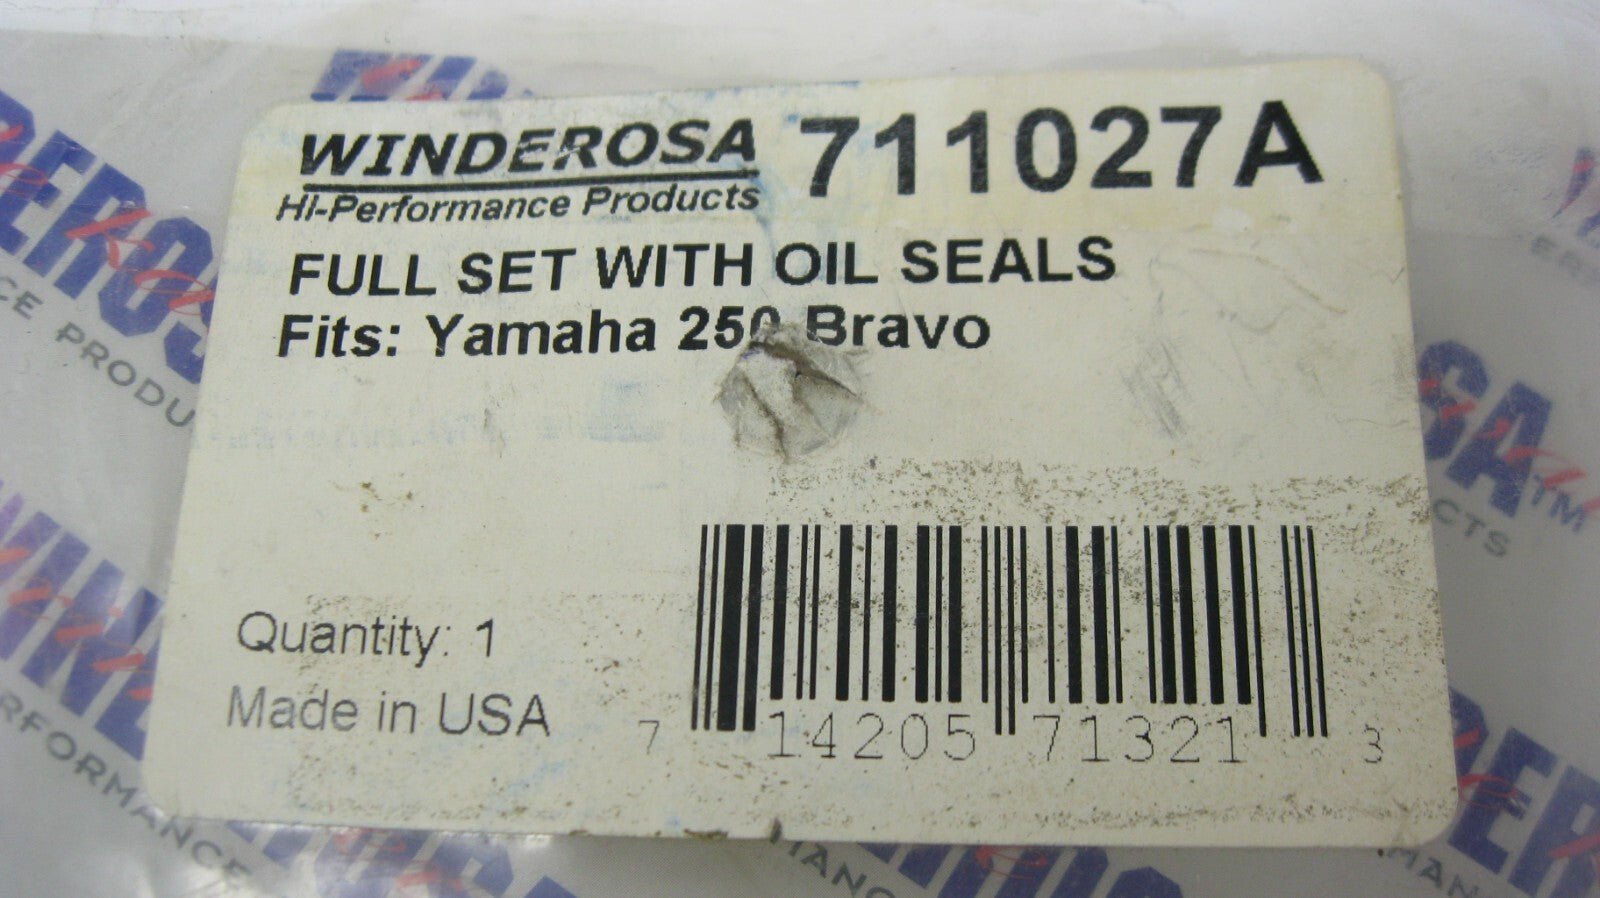 WINDEROSA 711027A
Hi-Performance Products
FULL SET WITH OIL SEALS
Fits: Yamaha 250 Bravo
Quantity: 1
Made in USA
7 14205 71321 3